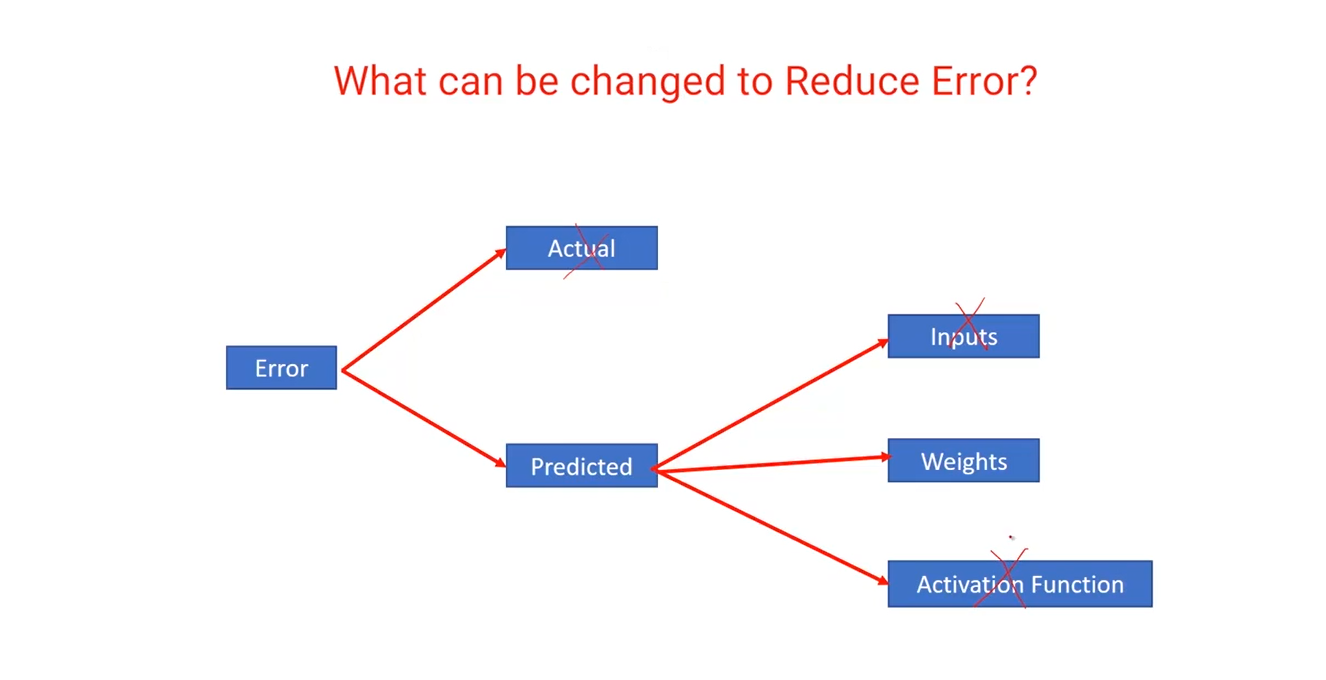 What can be changed to Reduce Error?
Actual
Inputs
Error
Weights
Predicted
Activation Function